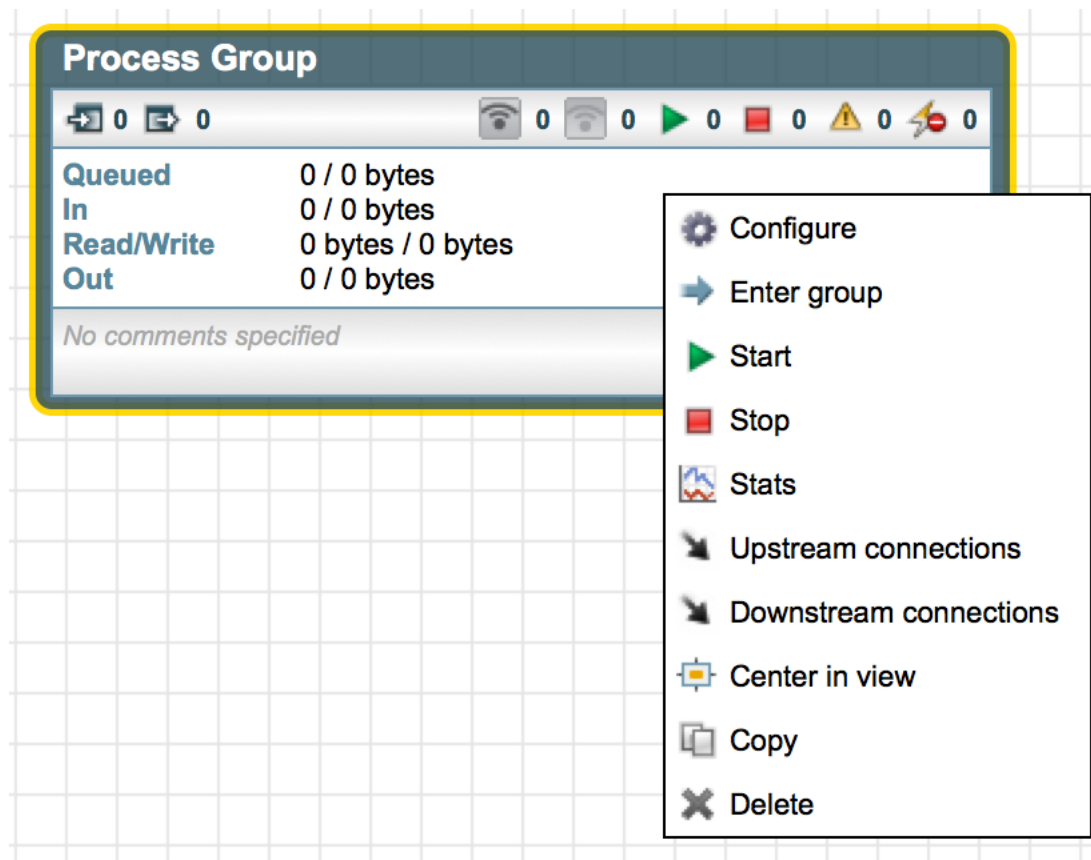 Process Group
0 0 0 0 0 0 0 0
Queued 0 / 0 bytes
In 0 / 0 bytes
Read/Write 0 bytes / 0 bytes
Out 0 / 0 bytes
No comments specified
Configure
Enter group
Start
Stop
Stats
Upstream connections
Downstream connections
Center in view
Copy
Delete